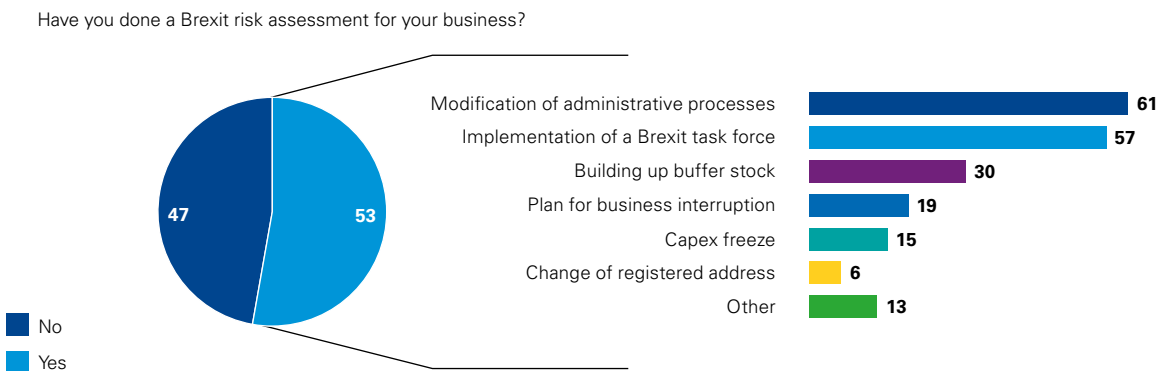 Have you done a Brexit risk assessment for your business?
47
53
No
Yes
Modification of administrative processes 61
Implementation of a Brexit task force 57
Building up buffer stock 30
Plan for business interruption 19
Capex freeze 15
Change of registered address 6
Other 13